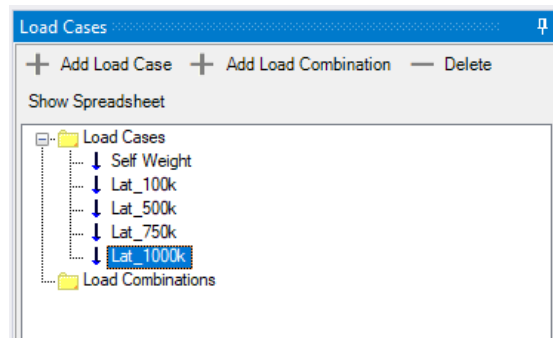 Load Cases
Add Load Case Add Load Combination Delete
Show Spreadsheet
Load Cases
Self Weight
Lat_100k
Lat_500k
Lat_750k
Lat_1000k
Load Combinations